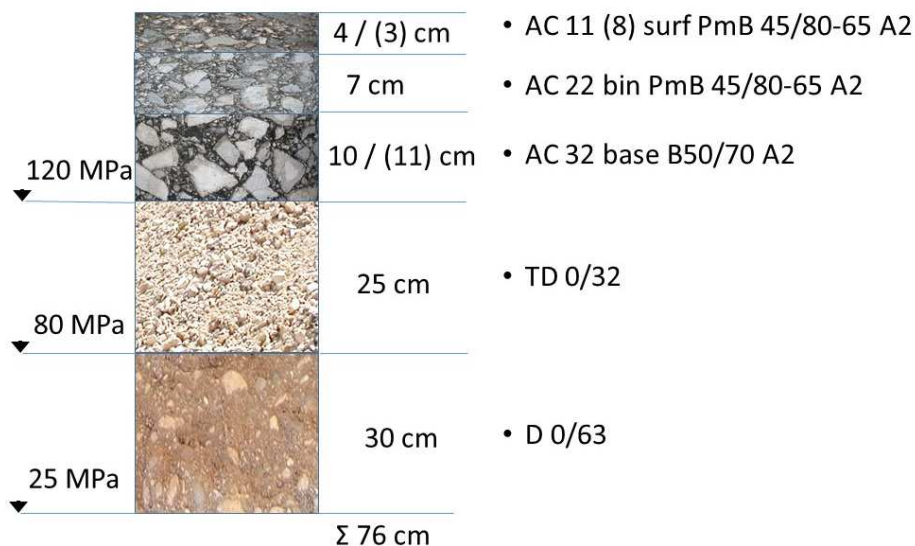 4 / (3) cm • AC 11 (8) surf PmB 45/80-65 A2
7 cm • AC 22 bin PmB 45/80-65 A2
120 MPa 10 / (11) cm • AC 32 base B50/70 A2
25 cm • TD 0/32
80 MPa
30 cm • D 0/63
25 MPa
Σ 76 cm